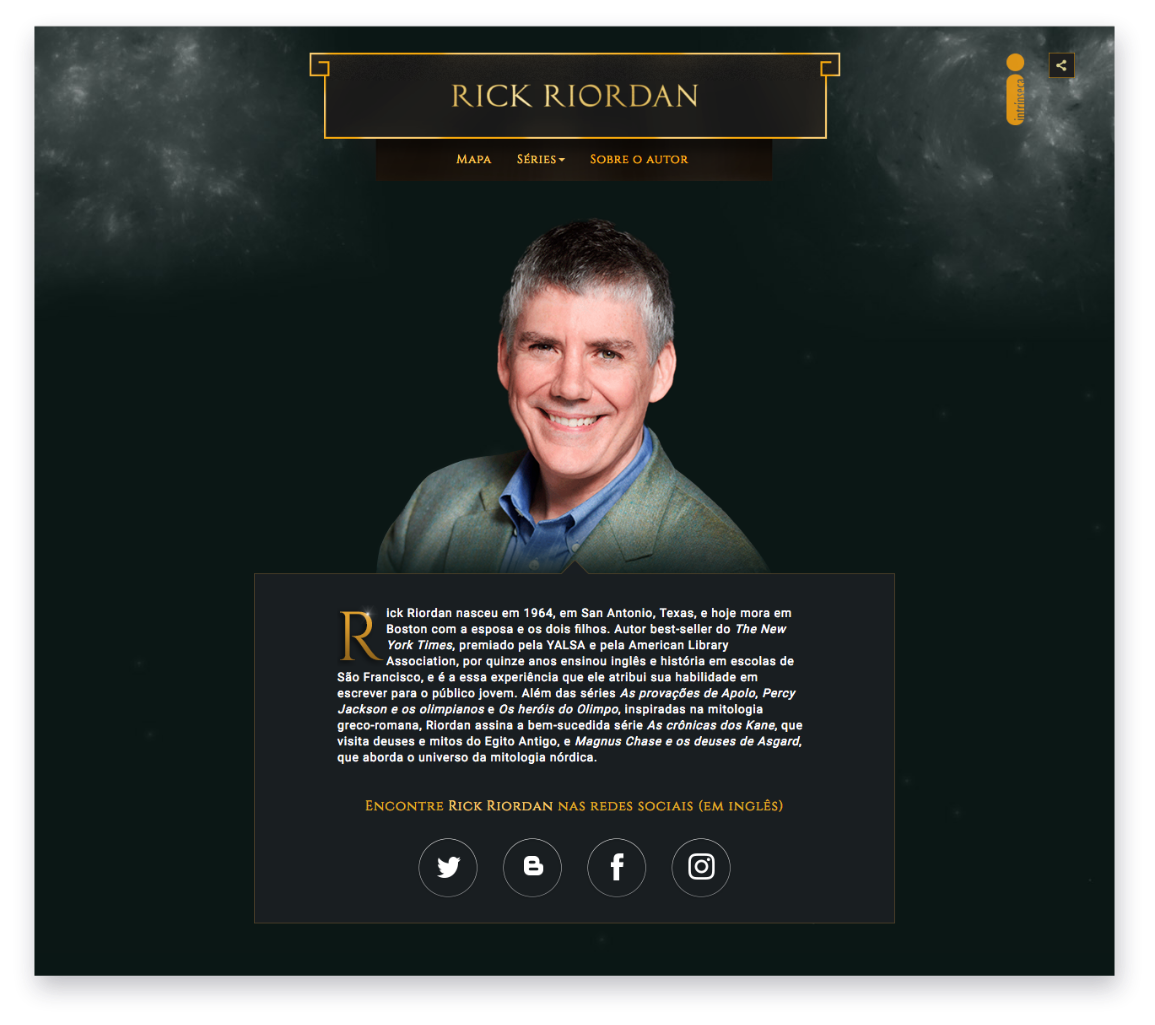 RICK RIORDAN
intrínseca
Mapa Séries Sobre o autor
Rick Riordan nasceu em 1964, em San Antonio, Texas, e hoje mora em
Boston com a esposa e os dois filhos. Autor best-seller do The New
York Times, premiado pela YALSA e pela American Library
Association, por quinze anos ensinou inglês e história em escolas de
São Francisco, e é a essa experiência que ele atribui sua habilidade em
escrever para o público jovem. Além das séries As provações de Apolo, Percy
Jackson e os olimpianos e Os heróis do Olimpo, inspiradas na mitologia
greco-romana, Riordan assina a bem-sucedida série As crônicas dos Kane, que
visita deuses e mitos do Egito Antigo, e Magnus Chase e os deuses de Asgard,
que aborda o universo da mitologia nórdica.
Encontre Rick Riordan nas redes sociais (em inglês)